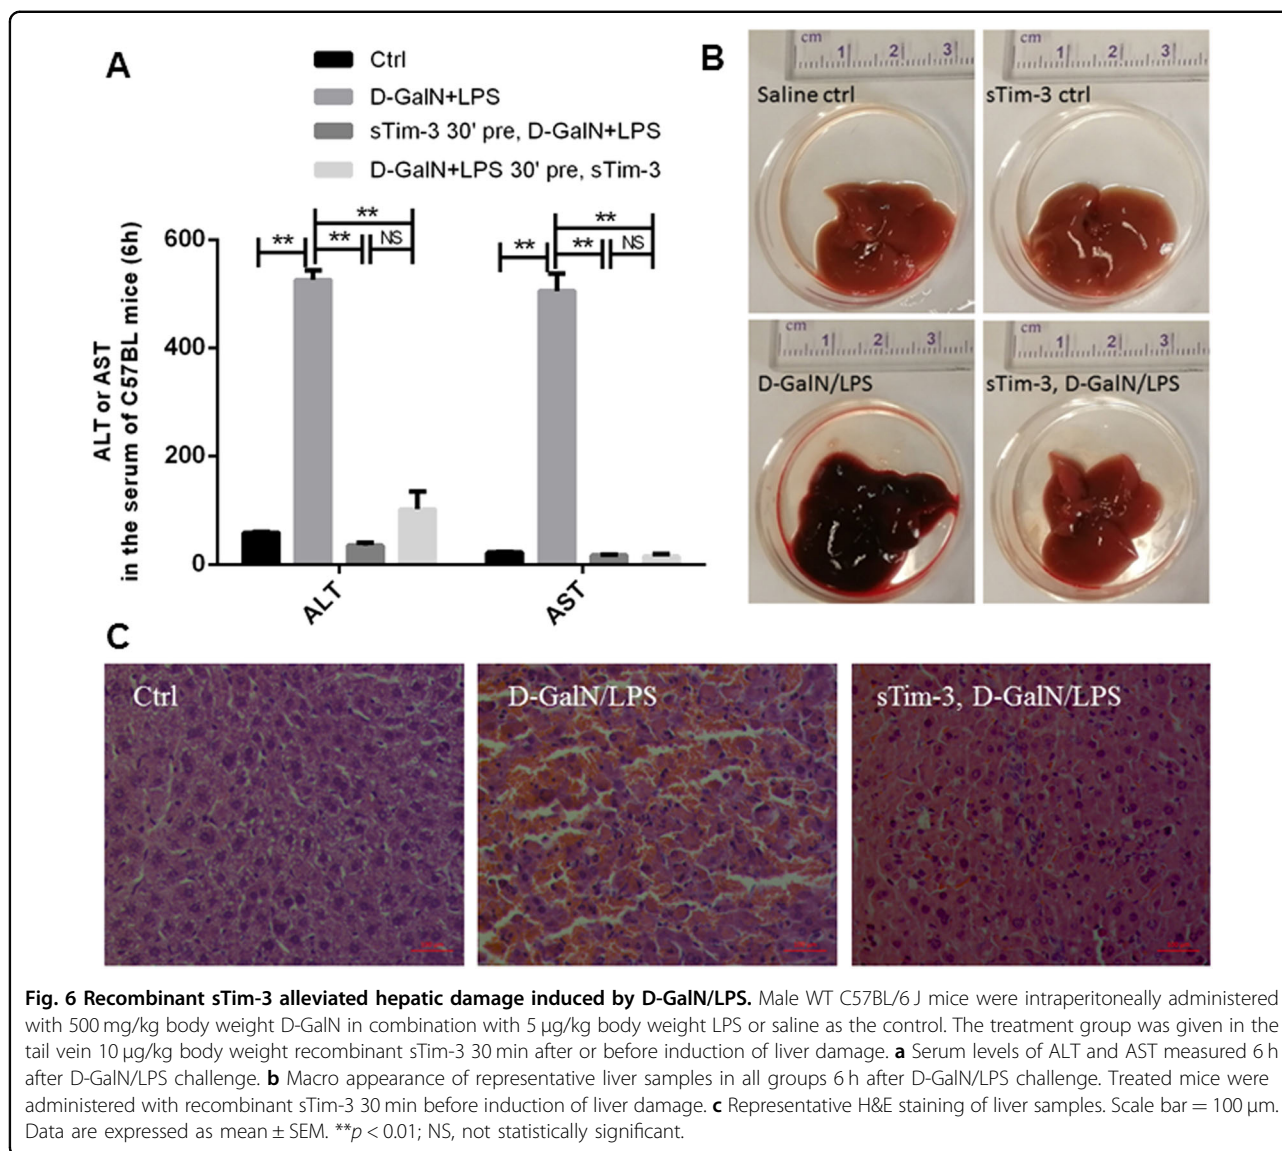 A
Ctrl
D-GalN+LPS
sTim-3 30' pre, D-GalN+LPS
D-GalN+LPS 30' pre, sTim-3
ALT or AST
in the serum of C57BL mice (6h)
600
400
200
0
** ** ** NS
** ** ** NS
ALT
AST
B
cm 1 2 3
Saline ctrl
cm 1 2 3
sTim-3 ctrl
cm 1 2 3
D-GalN/LPS
cm 1 2 3
sTim-3, D-GalN/LPS
C
Ctrl
D-GalN/LPS
sTim-3, D-GalN/LPS
Fig. 6 Recombinant sTim-3 alleviated hepatic damage induced by D-GalN/LPS. Male WT C57BL/6 J mice were intraperitoneally administered
with 500 mg/kg body weight D-GalN in combination with 5 µg/kg body weight LPS or saline as the control. The treatment group was given in the
tail vein 10 µg/kg body weight recombinant sTim-3 30 min after or before induction of liver damage. a Serum levels of ALT and AST measured 6 h
after D-GalN/LPS challenge. b Macro appearance of representative liver samples in all groups 6 h after D-GalN/LPS challenge. Treated mice were
administered with recombinant sTim-3 30 min before induction of liver damage. c Representative H&E staining of liver samples. Scale bar = 100 µm.
Data are expressed as mean ± SEM. **p < 0.01; NS, not statistically significant.